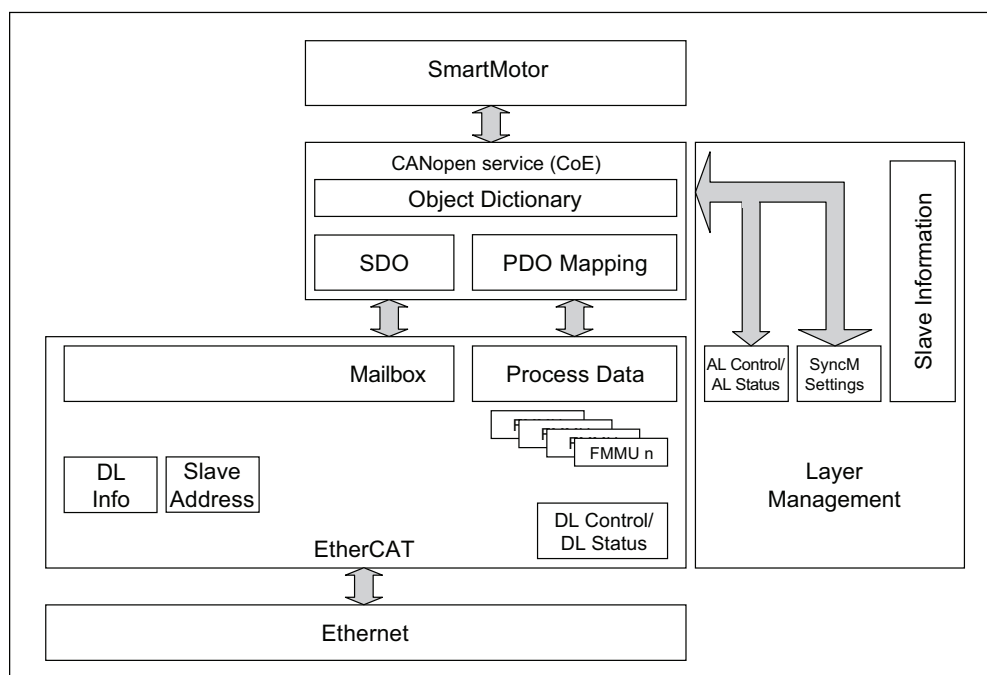 SmartMotor
CANopen service (CoE)
Object Dictionary
SDO
PDO Mapping
Mailbox
Process Data
FMMU n
DL
Info
Slave
Address
DL Control/
DL Status
EtherCAT
Ethernet
AL Control/
AL Status
SyncM
Settings
Slave Information
Layer
Management